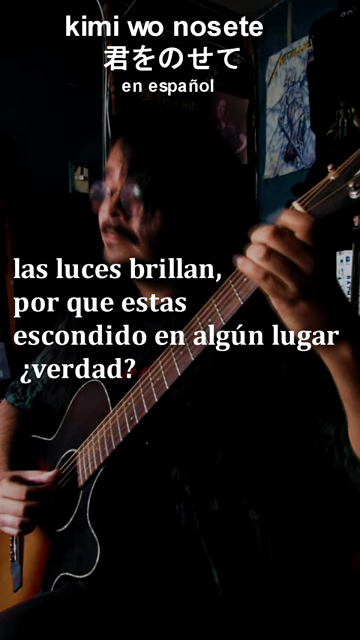 kimi wo nosete
君をのせて
en español
las luces brillan,
por que estas
escondido en algún lugar
¿verdad?